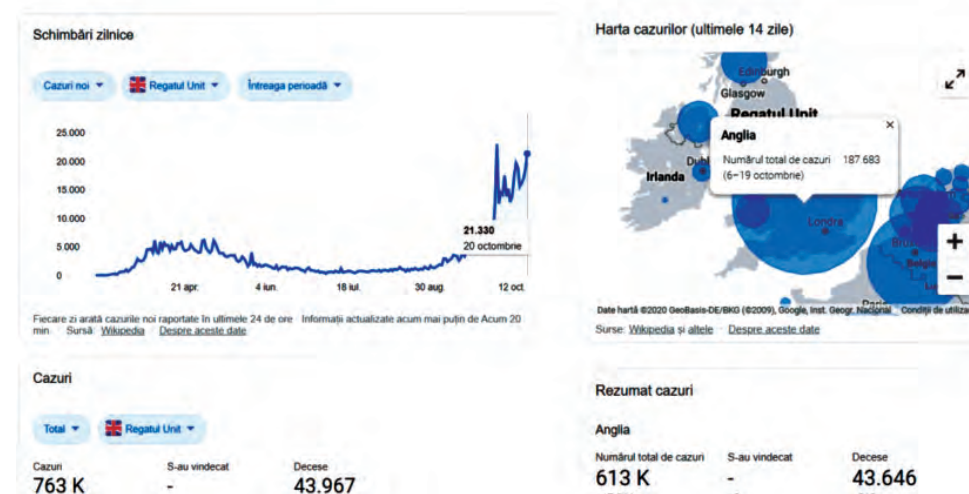 Schimbări zilnice
Cazuri noi
Regatul Unit
Întreaga perioadă
25.000
20.000
15.000
10.000
5.000
0
21.330
20 octombrie
21 apr.
4 iun.
18 iul.
30 aug.
12 oct.
Fiecare zi arată cazurile noi raportate în ultimele 24 de ore Informații actualizate acum mai puțin de Acum 20
min. Sursă: Wikipedia Despre aceste date
Harta cazurilor (ultimele 14 zile)
Edinburgh
Glasgow
Regatul Unit
Anglia
×
Numărul total de cazuri 187 683
(6–19 octombrie)
Dubl
Irlanda
Londra
Belgia
+
−
Date hartă ©2020 GeoBasis-DE/BKG (©2009), Google, Inst. Geogr. Nacional Condiții de utiliza
Surse: Wikipedia și altele Despre aceste date
Cazuri
Total
Regatul Unit
Cazuri S-au vindecat Decese
763 K - 43.967
Rezumat cazuri
Anglia
Numărul total de cazuri S-au vindecat Decese
613 K - 43.646